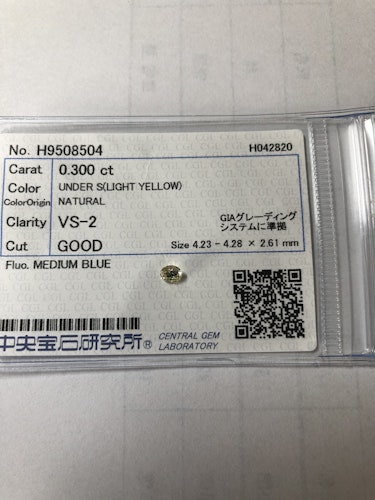 No. H9508504 H042820
Carat 0.300 ct
Color UNDER S(LIGHT YELLOW)
ColorOrigin NATURAL
Clarity VS-2
GIAグレーディング
システムに準拠
Cut GOOD
Size 4.23 - 4.28 × 2.61 mm
Fluo. MEDIUM BLUE
中央宝石研究所®
CENTRAL GEM
LABORATORY